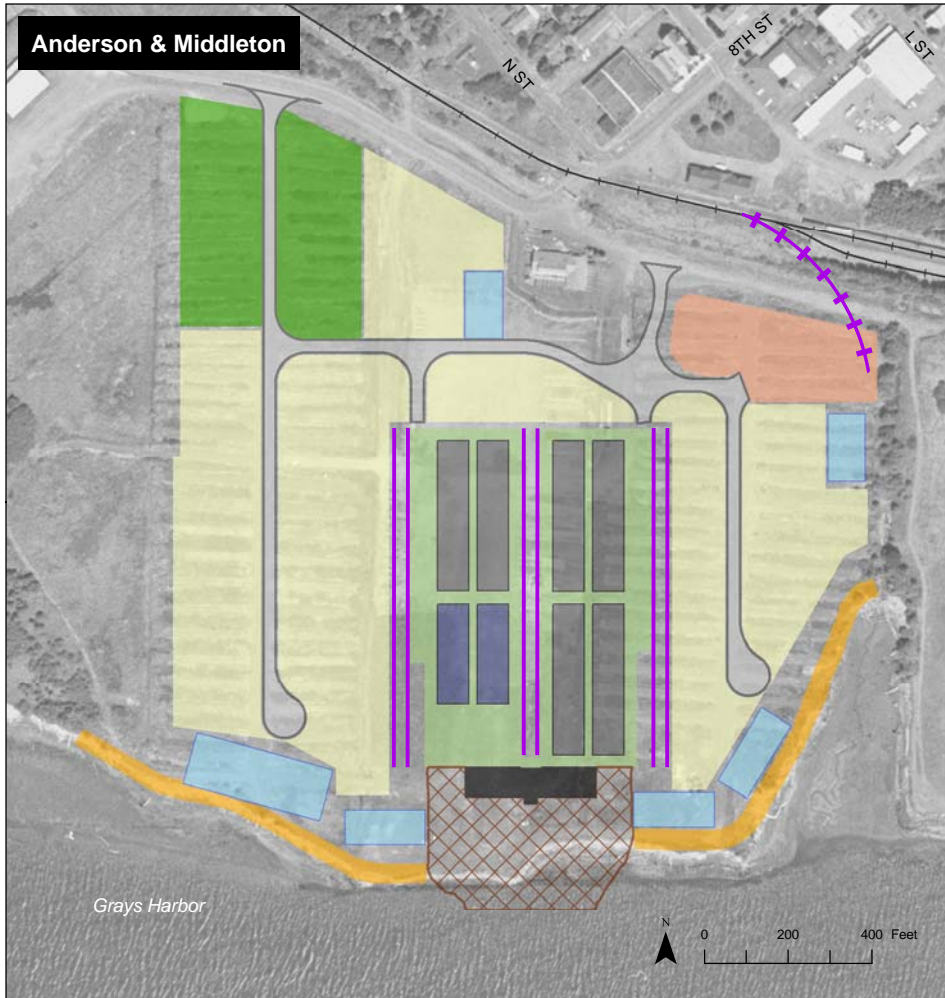 Anderson & Middleton
N ST
8TH ST
L ST
Grays Harbor
N
0 200 400 Feet